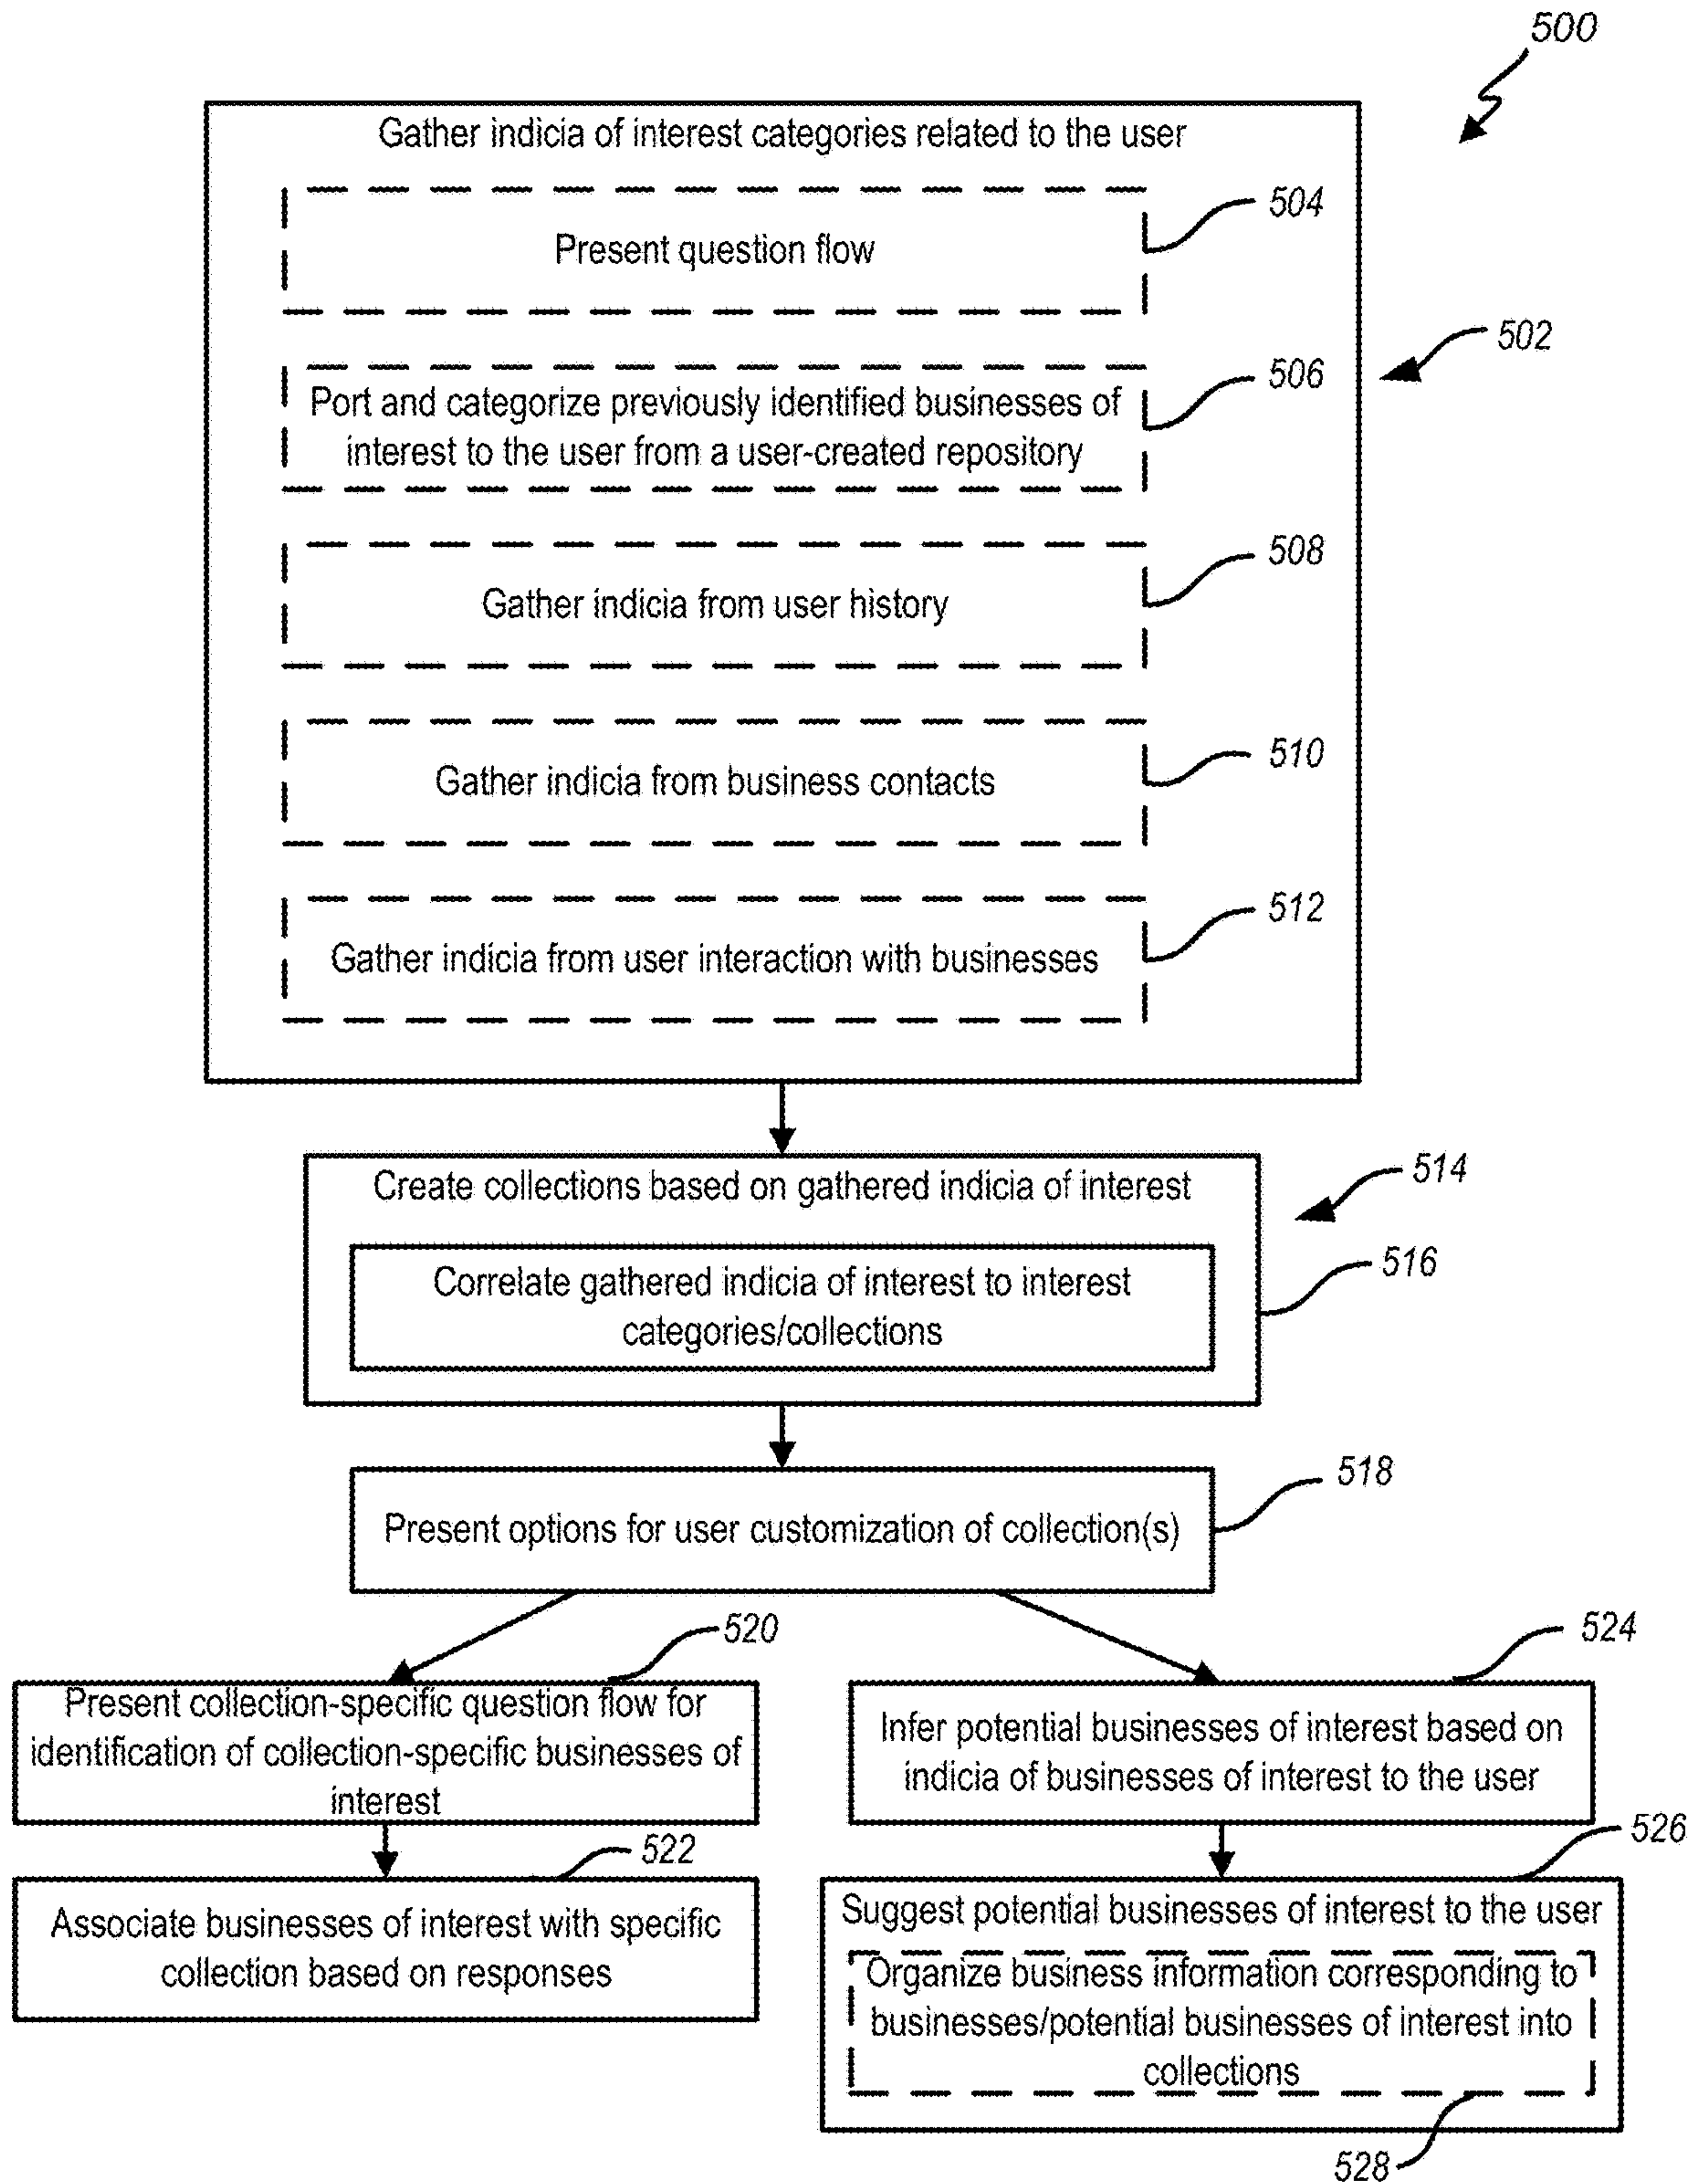 500
Gather indicia of interest categories related to the user
504
Present question flow
502
506
Port and categorize previously identified businesses of
interest to the user from a user-created repository
508
Gather indicia from user history
510
Gather indicia from business contacts
512
Gather indicia from user interaction with businesses
514
Create collections based on gathered indicia of interest
516
Correlate gathered indicia of interest to interest
categories/collections
518
Present options for user customization of collection(s)
520
Present collection-specific question flow for
identification of collection-specific businesses of
interest
522
Associate businesses of interest with specific
collection based on responses
524
Infer potential businesses of interest based on
indicia of businesses of interest to the user
526
Suggest potential businesses of interest to the user
Organize business information corresponding to
businesses/potential businesses of interest into
collections
528